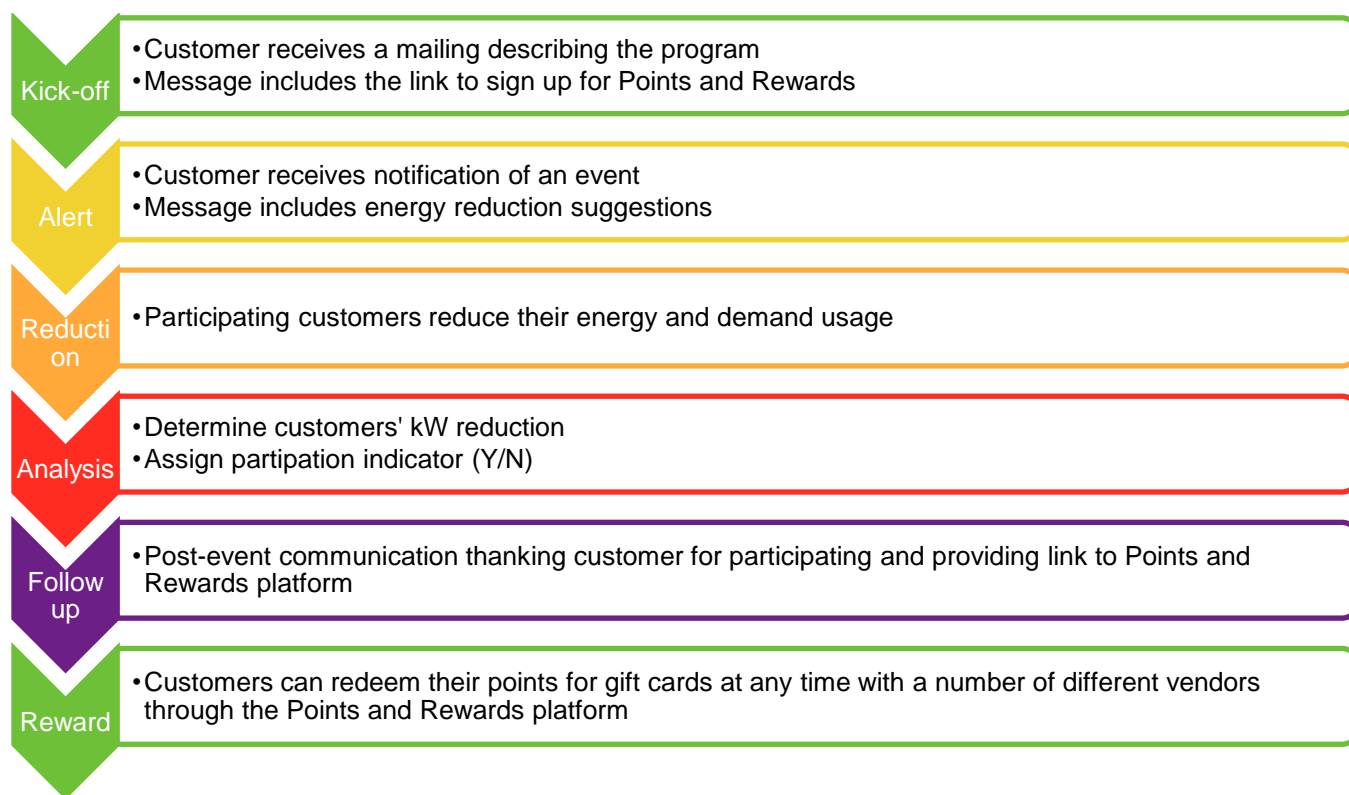 Kick-off
•Customer receives a mailing describing the program
•Message includes the link to sign up for Points and Rewards
Alert
•Customer receives notification of an event
•Message includes energy reduction suggestions
Reducti
on
•Participating customers reduce their energy and demand usage
Analysis
•Determine customers' kW reduction
•Assign partipation indicator (Y/N)
Follow
up
•Post-event communication thanking customer for participating and providing link to Points and
Rewards platform
Reward
•Customers can redeem their points for gift cards at any time with a number of different vendors
through the Points and Rewards platform